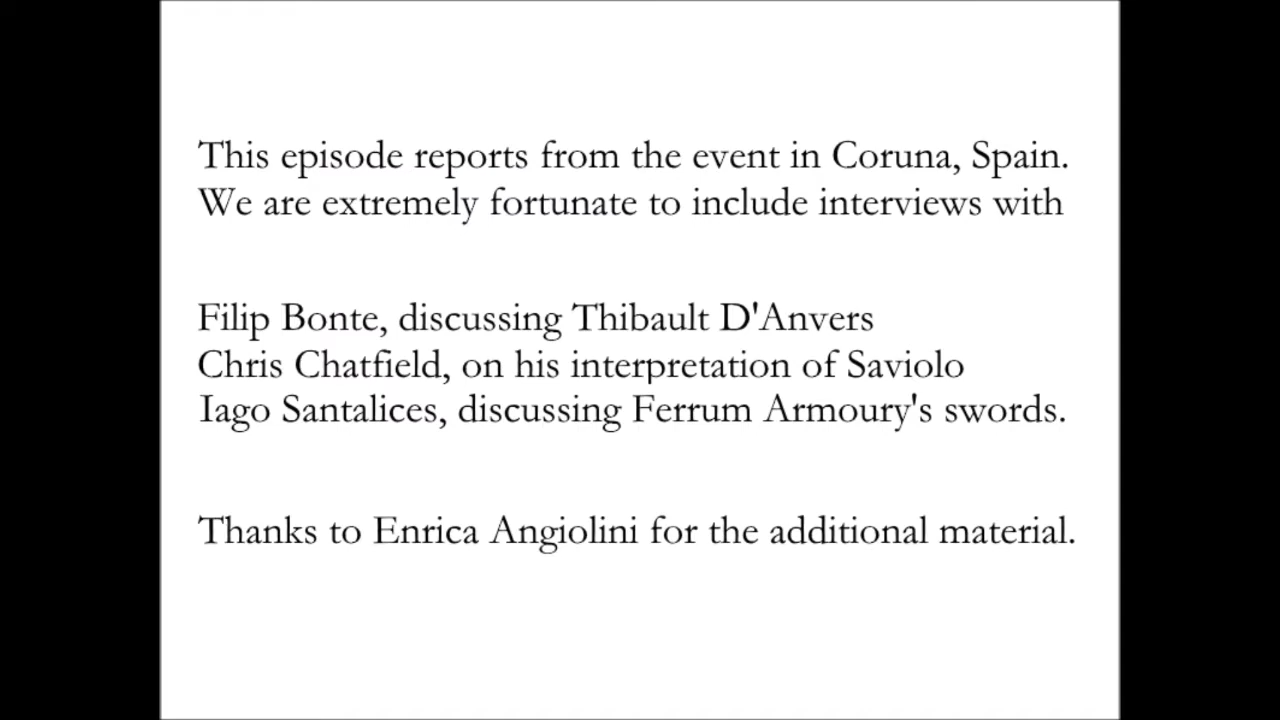 This episode reports from the event in Coruna, Spain.
We are extremely fortunate to include interviews with
Filip Bonte, discussing Thibault D'Anvers
Chris Chatfield, on his interpretation of Saviolo
Iago Santalices, discussing Ferrum Armoury's swords.
Thanks to Enrica Angiolini for the additional material.